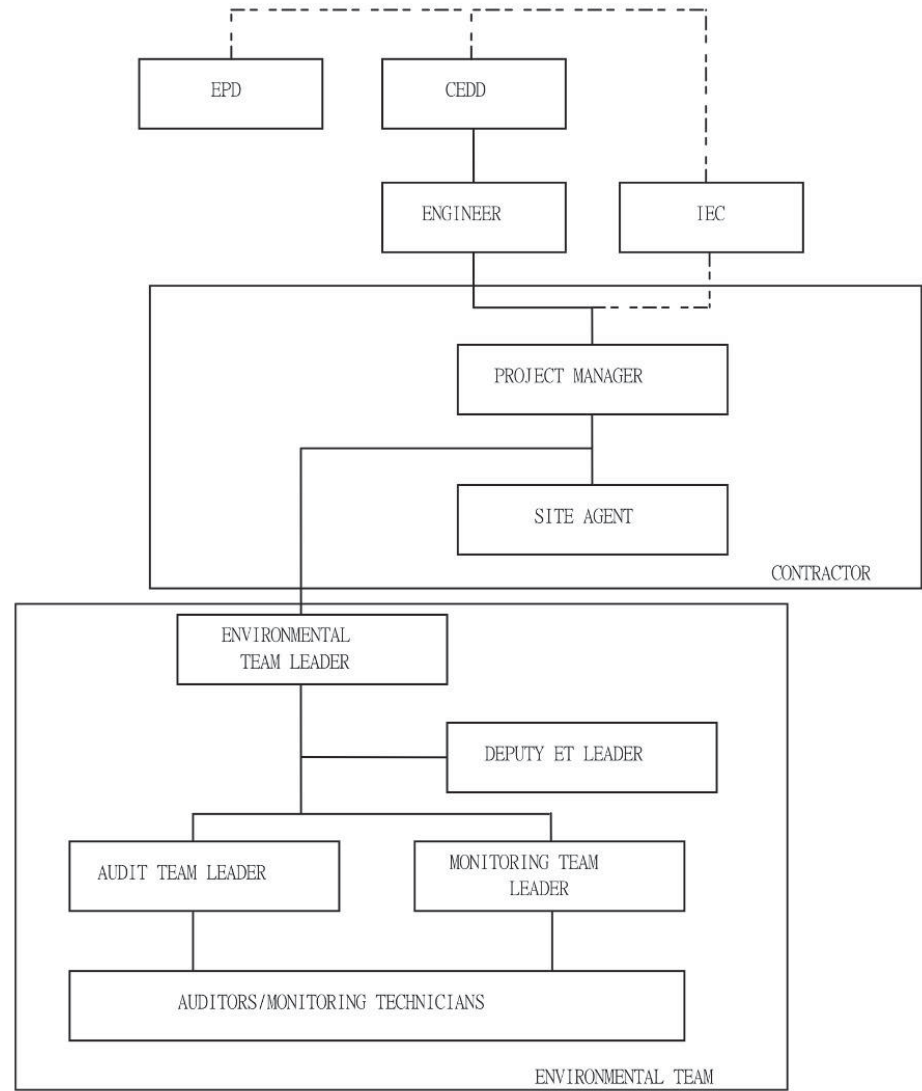 EPD
CEDD
ENGINEER
IEC
PROJECT MANAGER
SITE AGENT
CONTRACTOR
ENVIRONMENTAL
TEAM LEADER
DEPUTY ET LEADER
AUDIT TEAM LEADER
MONITORING TEAM
LEADER
AUDITORS/MONITORING TECHNICIANS
ENVIRONMENTAL TEAM